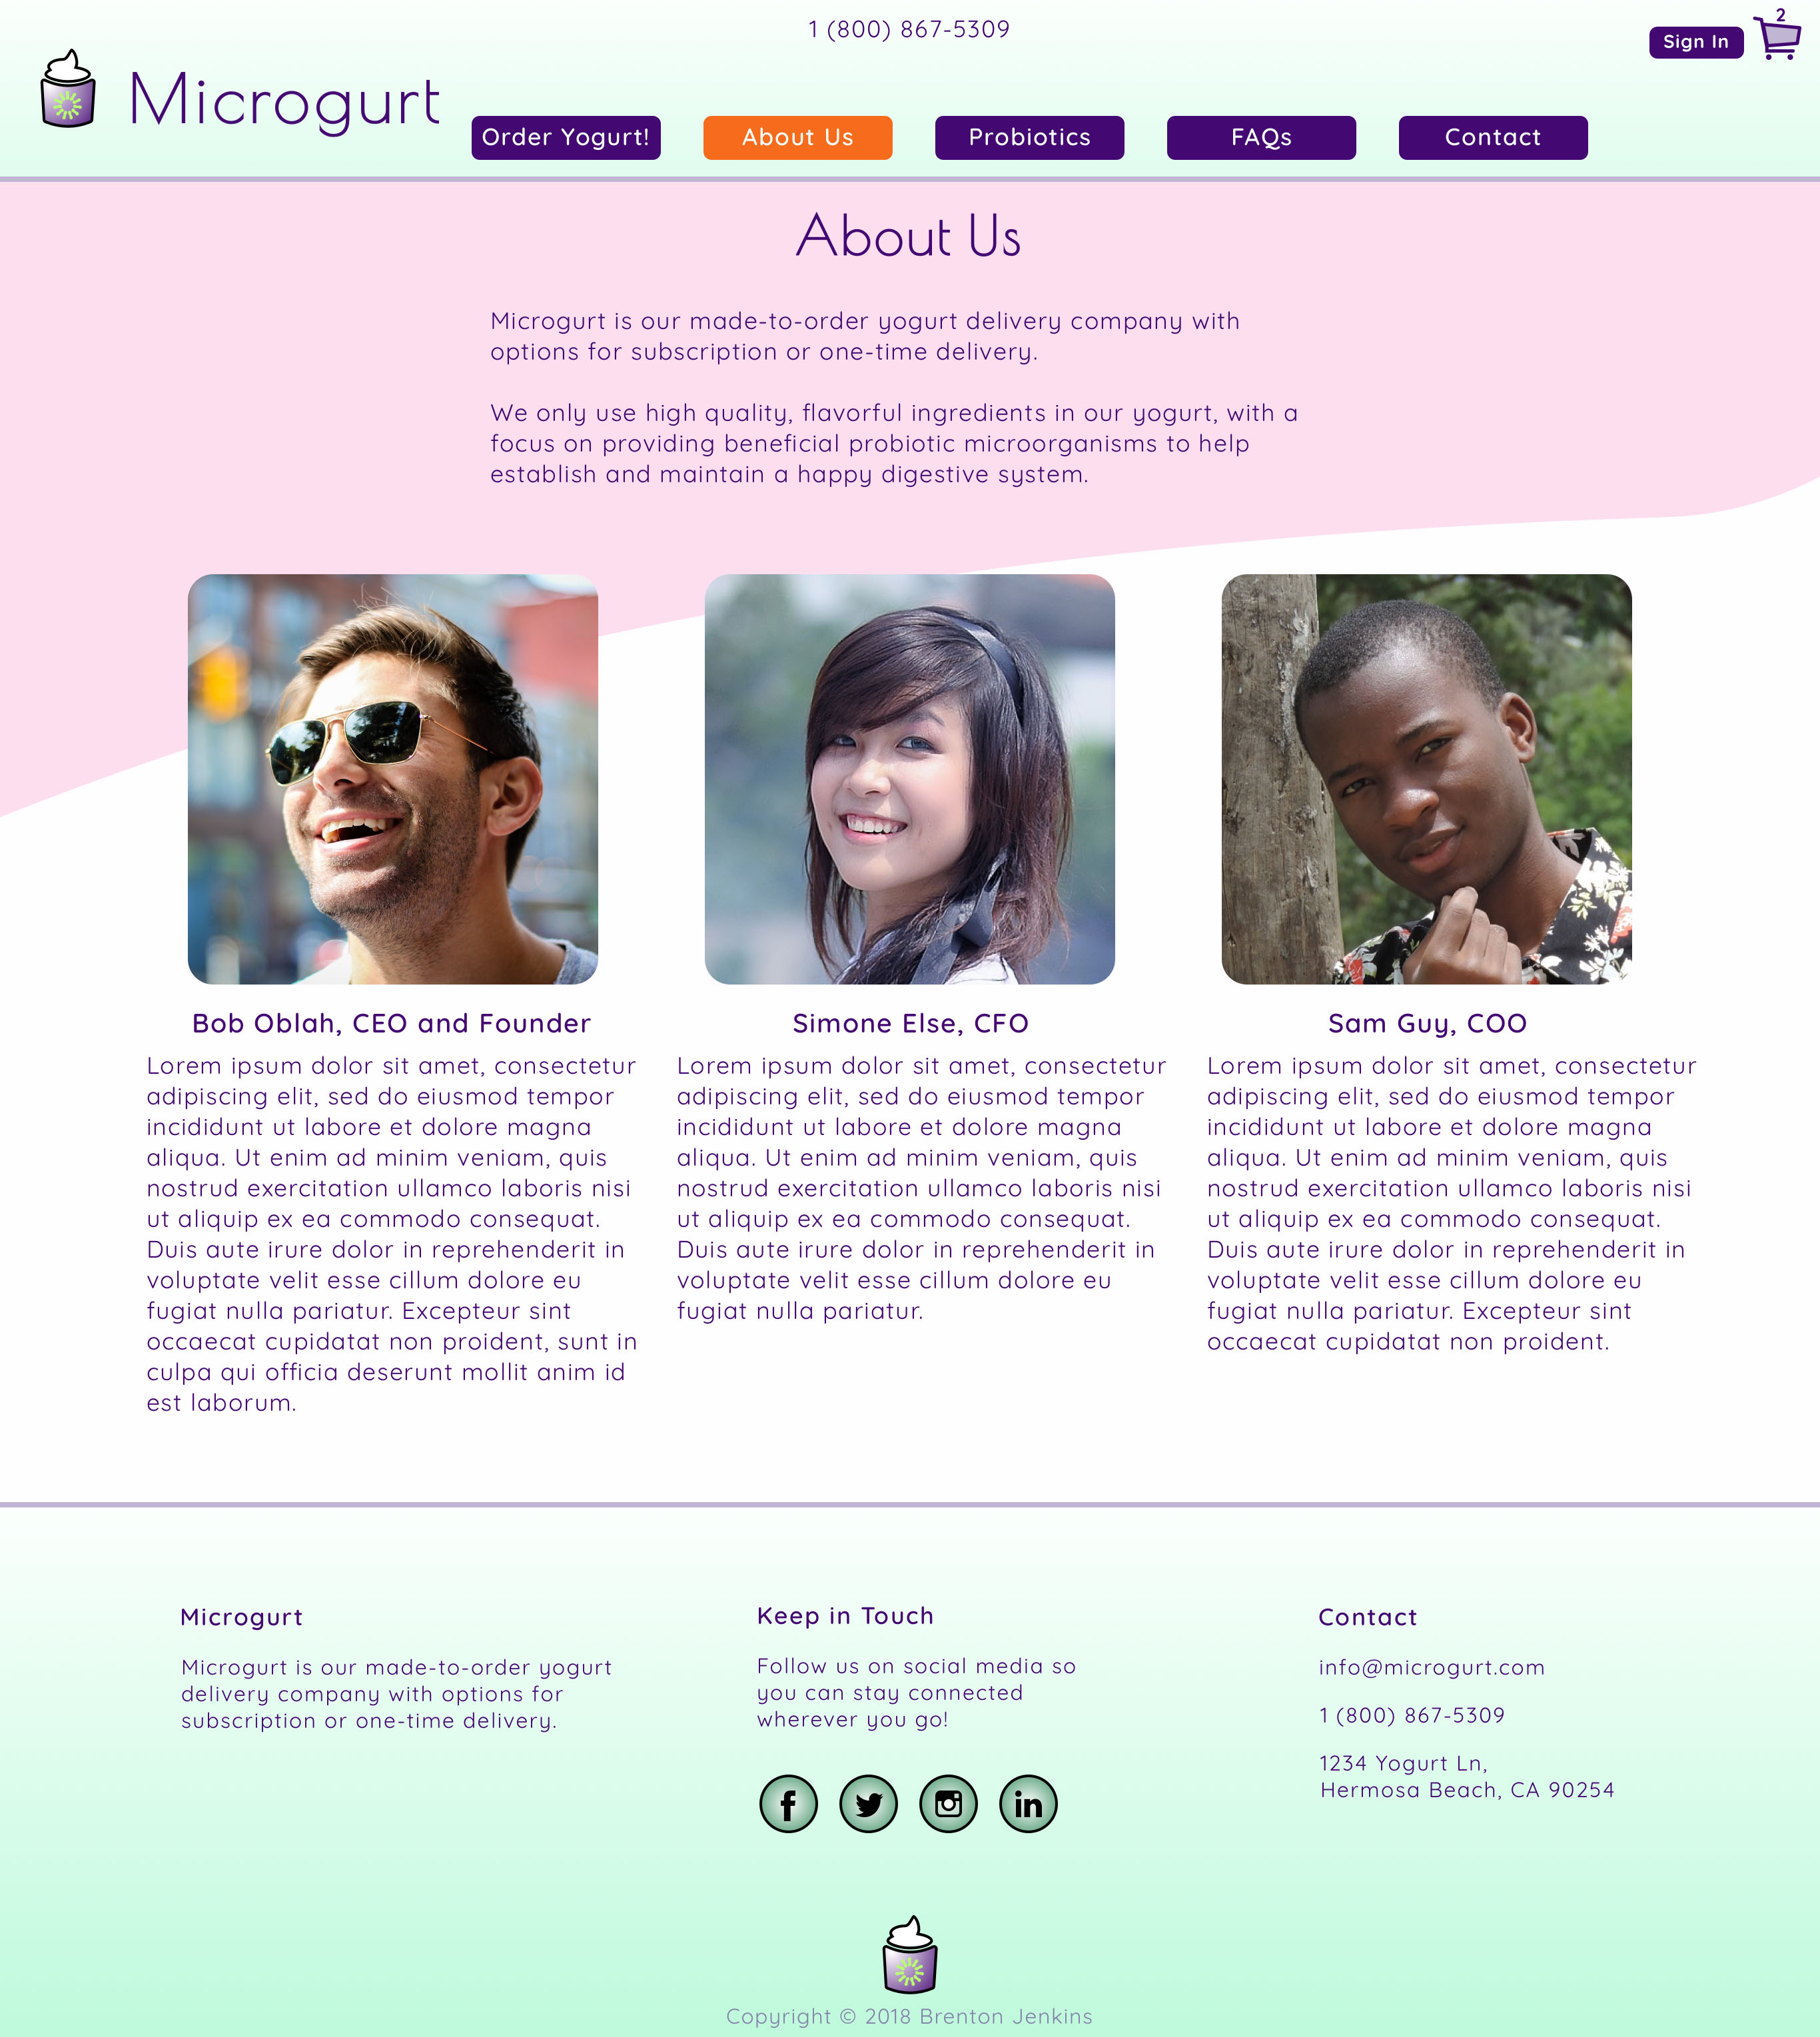 1 (800) 867-5309
2
Sign In
Microgurt
Order Yogurt!
About Us
Probiotics
FAQs
Contact
About Us
Microgurt is our made-to-order yogurt delivery company with
options for subscription or one-time delivery.
We only use high quality, flavorful ingredients in our yogurt, with a
focus on providing beneficial probiotic microorganisms to help
establish and maintain a happy digestive system.
Bob Oblah, CEO and Founder
Lorem ipsum dolor sit amet, consectetur
adipiscing elit, sed do eiusmod tempor
incididunt ut labore et dolore magna
aliqua. Ut enim ad minim veniam, quis
nostrud exercitation ullamco laboris nisi
ut aliquip ex ea commodo consequat.
Duis aute irure dolor in reprehenderit in
voluptate velit esse cillum dolore eu
fugiat nulla pariatur. Excepteur sint
occaecat cupidatat non proident, sunt in
culpa qui officia deserunt mollit anim id
est laborum.
Simone Else, CFO
Lorem ipsum dolor sit amet, consectetur
adipiscing elit, sed do eiusmod tempor
incididunt ut labore et dolore magna
aliqua. Ut enim ad minim veniam, quis
nostrud exercitation ullamco laboris nisi
ut aliquip ex ea commodo consequat.
Duis aute irure dolor in reprehenderit in
voluptate velit esse cillum dolore eu
fugiat nulla pariatur.
Sam Guy, COO
Lorem ipsum dolor sit amet, consectetur
adipiscing elit, sed do eiusmod tempor
incididunt ut labore et dolore magna
aliqua. Ut enim ad minim veniam, quis
nostrud exercitation ullamco laboris nisi
ut aliquip ex ea commodo consequat.
Duis aute irure dolor in reprehenderit in
voluptate velit esse cillum dolore eu
fugiat nulla pariatur. Excepteur sint
occaecat cupidatat non proident.
Microgurt
Microgurt is our made-to-order yogurt
delivery company with options for
subscription or one-time delivery.
Keep in Touch
Follow us on social media so
you can stay connected
wherever you go!
f
in
Contact
info@microgurt.com
1 (800) 867-5309
1234 Yogurt Ln,
Hermosa Beach, CA 90254
Copyright © 2018 Brenton Jenkins